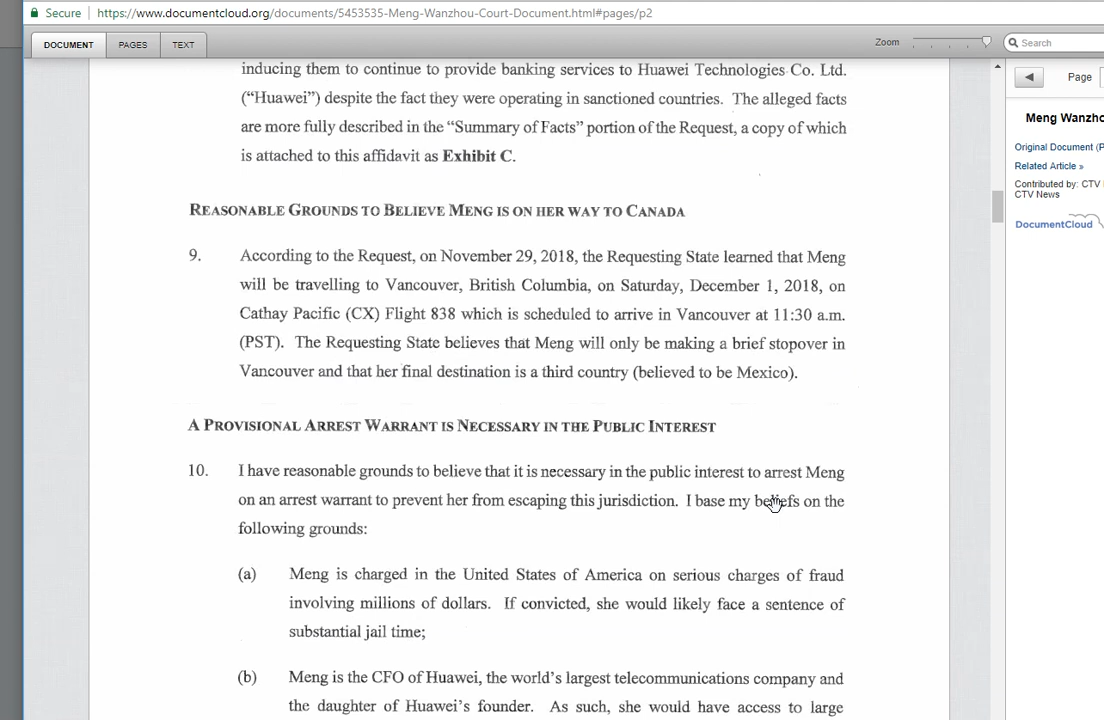 Secure https://www.documentcloud.org/documents/5453535-Meng-Wanzhou-Court-Document.html#pages/p2
DOCUMENT PAGES TEXT Zoom Search
inducing them to continue to provide banking services to Huawei Technologies Co. Ltd.
(“Huawei”) despite the fact they were operating in sanctioned countries. The alleged facts
are more fully described in the “Summary of Facts” portion of the Request, a copy of which
is attached to this affidavit as Exhibit C.
REASONABLE GROUNDS TO BELIEVE MENG IS ON HER WAY TO CANADA
9. According to the Request, on November 29, 2018, the Requesting State learned that Meng
will be travelling to Vancouver, British Columbia, on Saturday, December 1, 2018, on
Cathay Pacific (CX) Flight 838 which is scheduled to arrive in Vancouver at 11:30 a.m.
(PST). The Requesting State believes that Meng will only be making a brief stopover in
Vancouver and that her final destination is a third country (believed to be Mexico).
A PROVISIONAL ARREST WARRANT IS NECESSARY IN THE PUBLIC INTEREST
10. I have reasonable grounds to believe that it is necessary in the public interest to arrest Meng
on an arrest warrant to prevent her from escaping this jurisdiction. I base my beliefs on the
following grounds:
(a) Meng is charged in the United States of America on serious charges of fraud
involving millions of dollars. If convicted, she would likely face a sentence of
substantial jail time;
(b) Meng is the CFO of Huawei, the world’s largest telecommunications company and
the daughter of Huawei’s founder. As such, she would have access to large
Page
Meng Wanzho
Original Document (P
Related Article »
Contributed by: CTV
CTV News
DocumentCloud